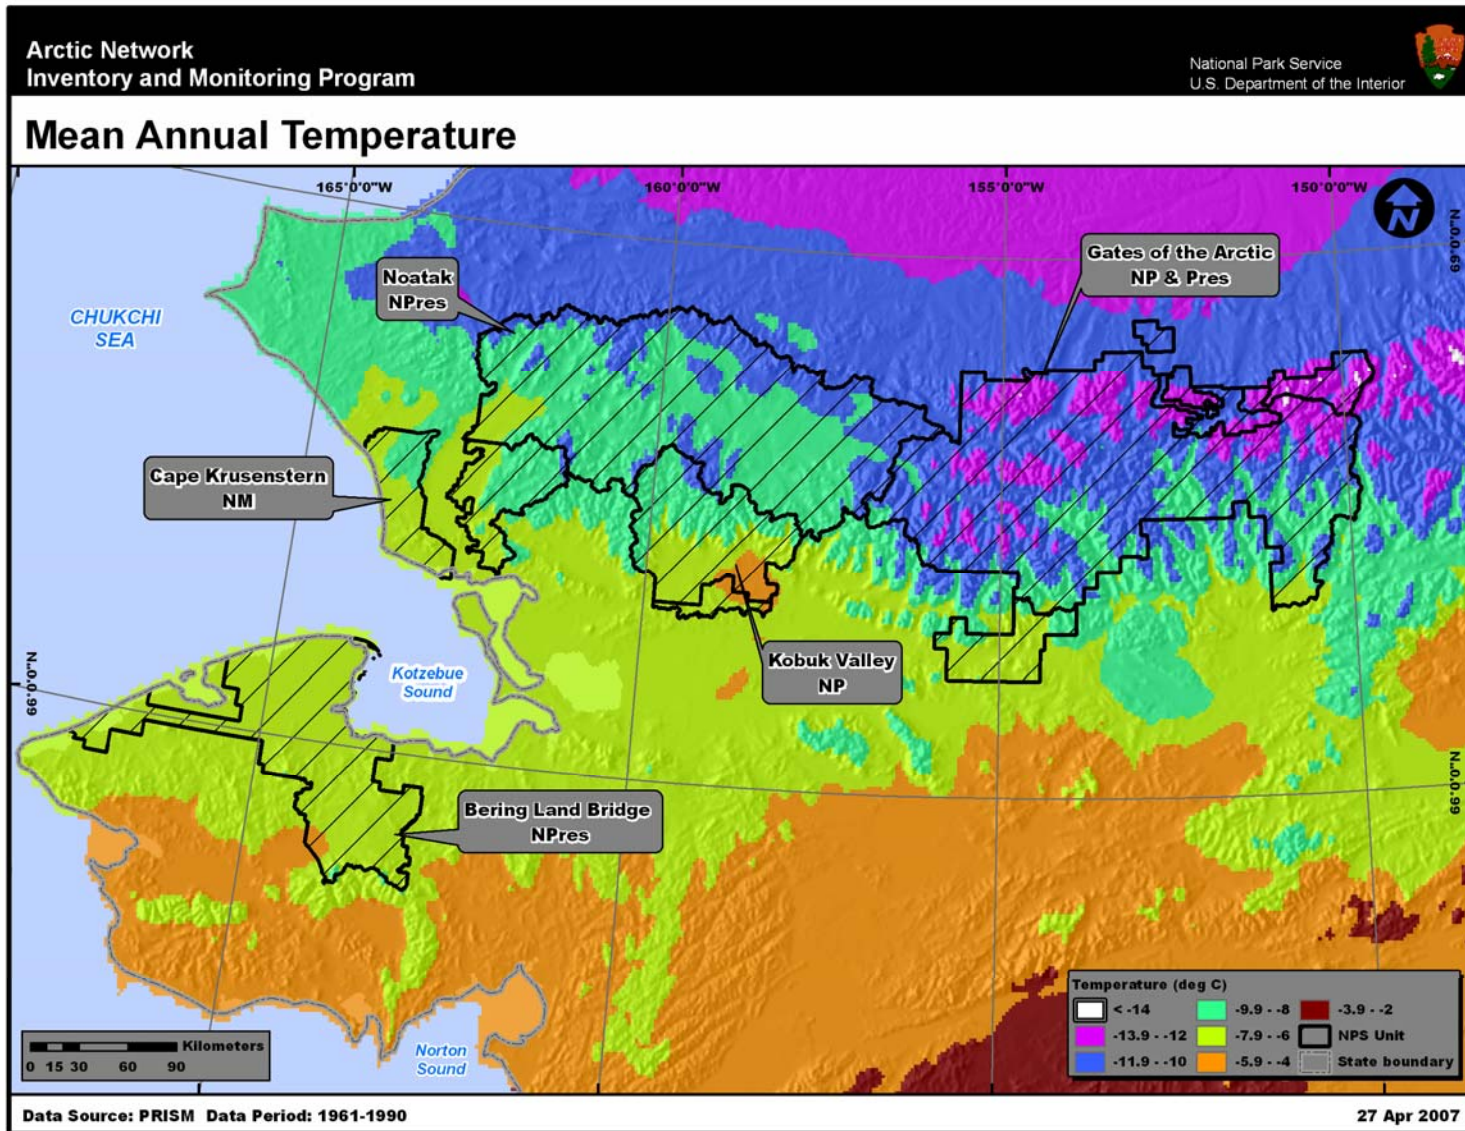 Arctic Network
Inventory and Monitoring Program
National Park Service
U.S. Department of the Interior
Mean Annual Temperature
165°0'0"W
160°0'0"W
155°0'0"W
150°0'0"W
N
69°0'0"N
Noatak
NPres
Gates of the Arctic
NP & Pres
CHUKCHI
SEA
Cape Krusenstern
NM
Kotzebue
Sound
Kobuk Valley
NP
66°0'0"N
66°0'0"N
Bering Land Bridge
NPres
Norton
Sound
Kilometers
0 15 30 60 90
Temperature (deg C)
< -14
-13.9 - -12
-11.9 - -10
-9.9 - -8
-7.9 - -6
-5.9 - -4
-3.9 - -2
NPS Unit
State boundary
Data Source: PRISM Data Period: 1961-1990
27 Apr 2007